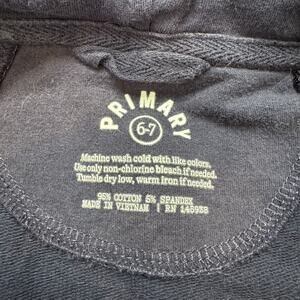 PRIMARY
6-7
Machine wash cold with like colors.
Use only non-chlorine bleach if needed.
Tumble dry low, warm iron if needed.
95% COTTON 5% SPANDEX
MADE IN VIETNAM | RN 145938